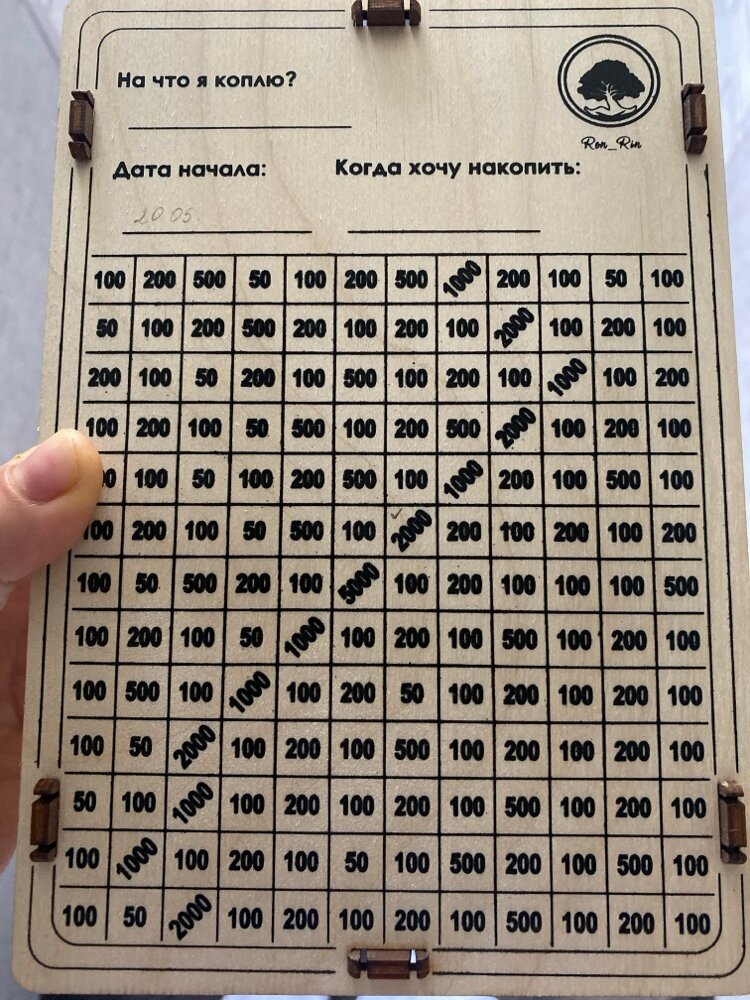 На что я коплю?
Ren_Rin
Дата начала: Когда хочу накопить:
20.05.
100 200 500 50 100 200 500 1000 200 100 50 100
50 100 200 500 200 100 200 100 2000 100 200 100
200 100 50 200 100 500 100 200 100 1000 100 200
100 200 100 50 500 100 200 500 2000 100 200 100
100 50 100 200 500 100 1000 200 100 500 100
100 200 100 50 500 100 2000 200 100 200 100 200
100 50 500 200 100 5000 100 200 100 100 100 500
100 200 100 50 1000 100 200 100 500 100 200 100
100 500 100 1000 100 200 50 100 200 100 200 100
100 50 2000 100 200 100 500 100 200 100 200 100
50 100 1000 100 200 100 200 100 500 100 200 100
100 1000 100 200 100 50 100 500 200 100 500 100
100 50 2000 100 200 100 200 100 500 100 200 100